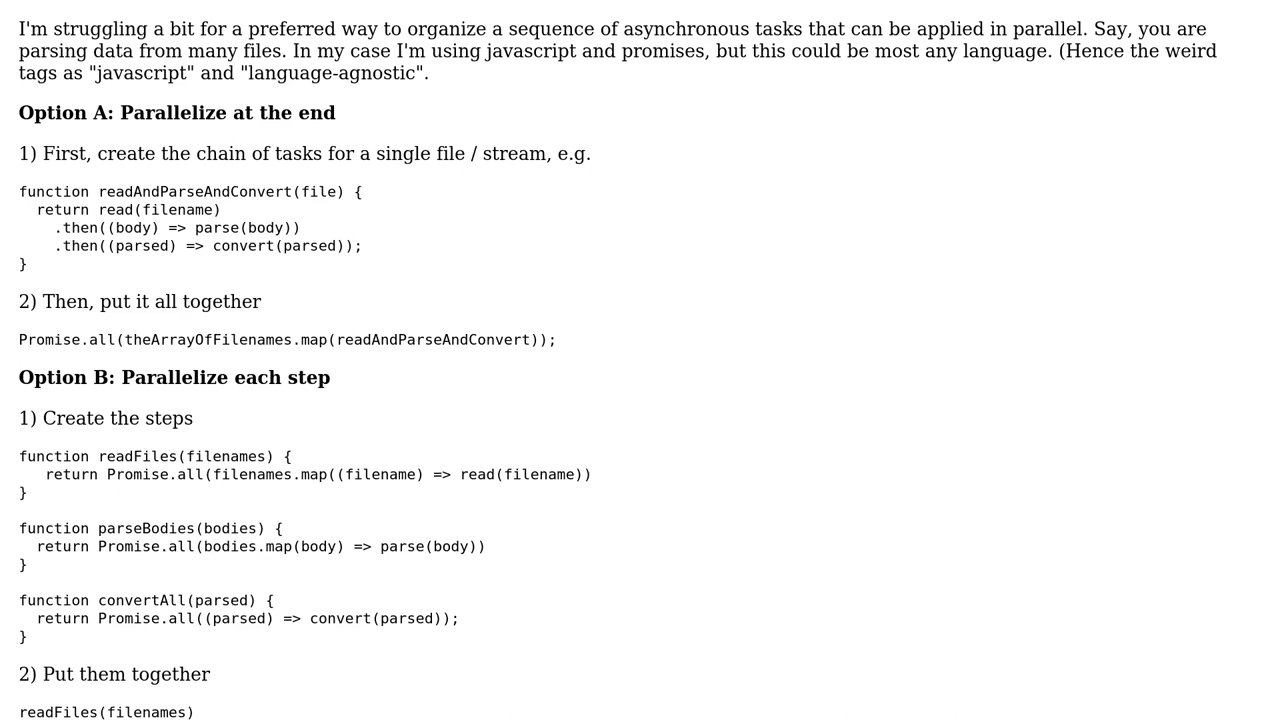 I'm struggling a bit for a preferred way to organize a sequence of asynchronous tasks that can be applied in parallel. Say, you are
parsing data from many files. In my case I'm using javascript and promises, but this could be most any language. (Hence the weird
tags as "javascript" and "language-agnostic".
Option A: Parallelize at the end
1) First, create the chain of tasks for a single file / stream, e.g.
function readAndParseAndConvert(file) {
  return read(filename)
    .then((body) => parse(body))
    .then((parsed) => convert(parsed));
}
2) Then, put it all together
Promise.all(theArrayOfFilenames.map(readAndParseAndConvert));
Option B: Parallelize each step
1) Create the steps
function readFiles(filenames) {
   return Promise.all(filenames.map((filename) => read(filename))
}
function parseBodies(bodies) {
  return Promise.all(bodies.map(body) => parse(body))
}
function convertAll(parsed) {
  return Promise.all((parsed) => convert(parsed));
}
2) Put them together
readFiles(filenames)